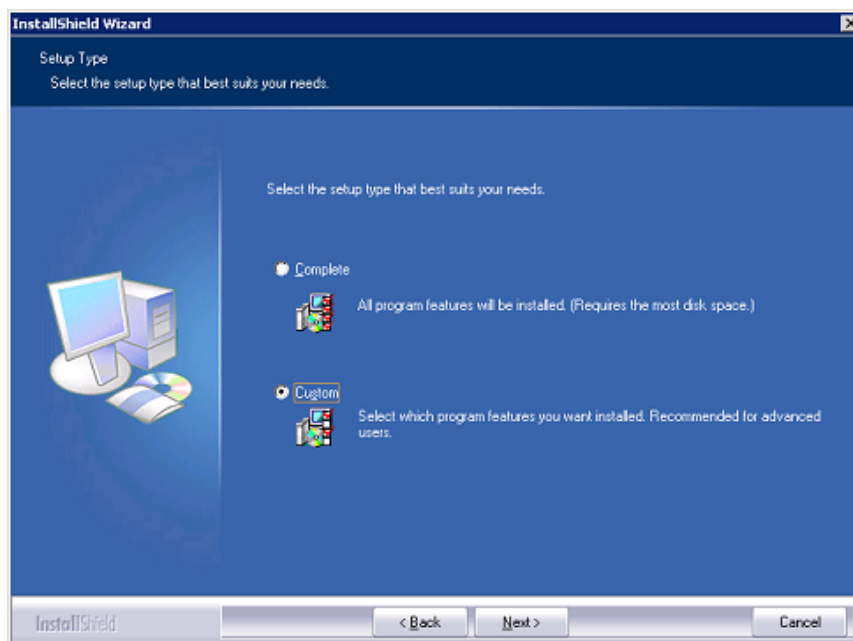 InstallShield Wizard
Setup Type
Select the setup type that best suits your needs.
Select the setup type that best suits your needs.
Complete
All program features will be installed. (Requires the most disk space.)
Custom
Select which program features you want installed. Recommended for advanced
users.
InstallShield
< Back
Next >
Cancel